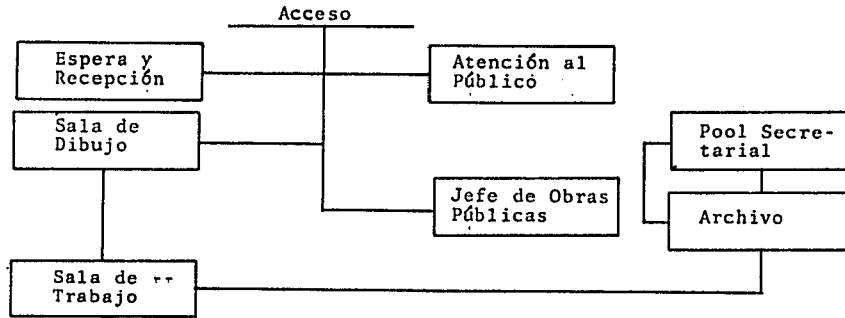 Acceso
Espera y
Recepción
Atención al
Públicó
Sala de
Dibujo
Pool Secre-
tarial
Jefe de Obras
Públicas
Archivo
Sala de --
Trabajo